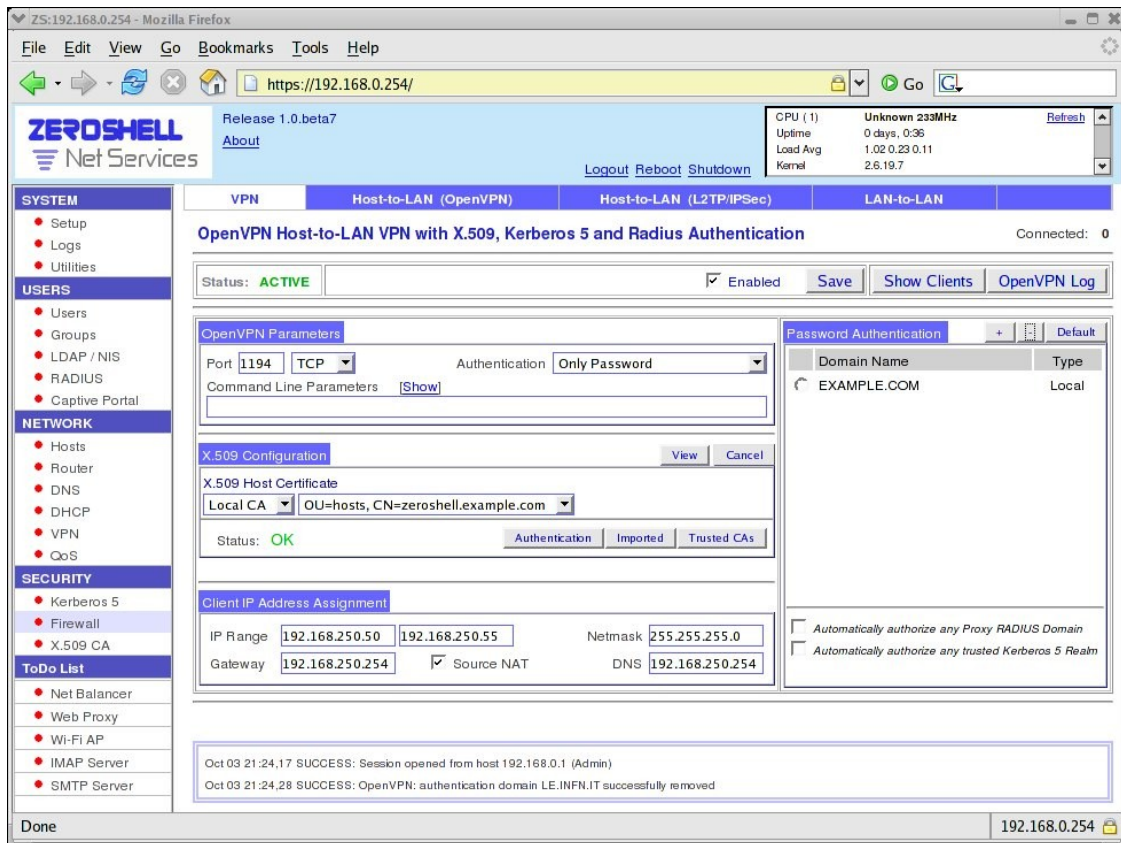 ZS:192.168.0.254 - Mozilla Firefox
File Edit View Go Bookmarks Tools Help
https://192.168.0.254/ Go G
ZEROSHELL
Net Services
Release 1.0.beta7
About
Logout Reboot Shutdown
CPU (1) Unknown 233MHz Refresh
Uptime 0 days, 0:36
Load Avg 1.02 0.23 0.11
Kernel 2.6.19.7
SYSTEM
Setup
Logs
Utilities
USERS
Users
Groups
LDAP / NIS
RADIUS
Captive Portal
NETWORK
Hosts
Router
DNS
DHCP
VPN
QoS
SECURITY
Kerberos 5
Firewall
X.509 CA
ToDo List
Net Balancer
Web Proxy
Wi-Fi AP
IMAP Server
SMTP Server
VPN Host-to-LAN (OpenVPN) Host-to-LAN (L2TP/IPSec) LAN-to-LAN
OpenVPN Host-to-LAN VPN with X.509, Kerberos 5 and Radius Authentication Connected: 0
Status: ACTIVE Enabled Save Show Clients OpenVPN Log
OpenVPN Parameters
Port 1194 TCP Authentication Only Password
Command Line Parameters [Show]
X.509 Configuration View Cancel
X.509 Host Certificate
Local CA OU=hosts, CN=zeroshell.example.com
Status: OK Authentication Imported Trusted CAs
Client IP Address Assignment
IP Range 192.168.250.50 192.168.250.55 Netmask 255.255.255.0
Gateway 192.168.250.254 Source NAT DNS 192.168.250.254
Password Authentication + - Default
Domain Name Type
EXAMPLE.COM Local
Automatically authorize any Proxy RADIUS Domain
Automatically authorize any trusted Kerberos 5 Realm
Oct 03 21:24,17 SUCCESS: Session opened from host 192.168.0.1 (Admin)
Oct 03 21:24,28 SUCCESS: OpenVPN: authentication domain LE.INFN.IT successfully removed
Done 192.168.0.254